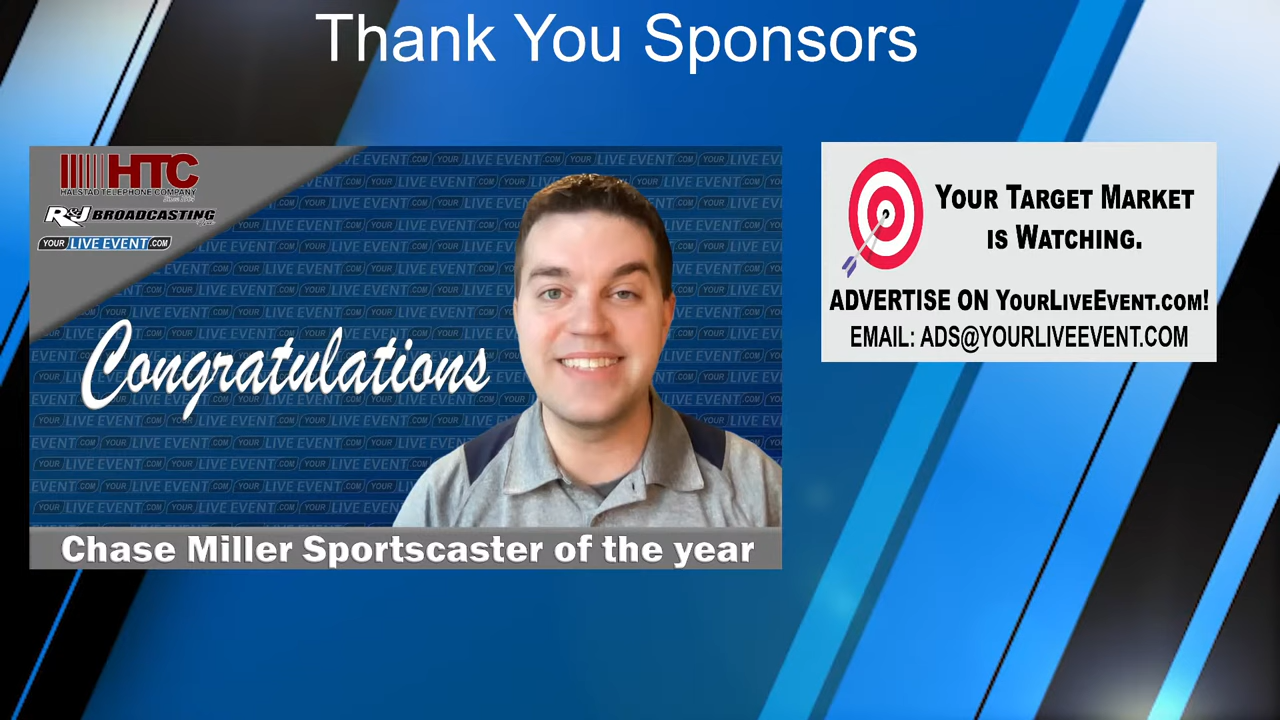 Thank You Sponsors
HTC
HALSTAD TELEPHONE COMPANY
R&J BROADCASTING
YOUR LIVE EVENT.COM
Congratulations
Chase Miller Sportscaster of the year
YOUR TARGET MARKET
IS WATCHING.
ADVERTISE ON YOURLIVEEVENT.COM!
EMAIL: ADS@YOURLIVEEVENT.COM